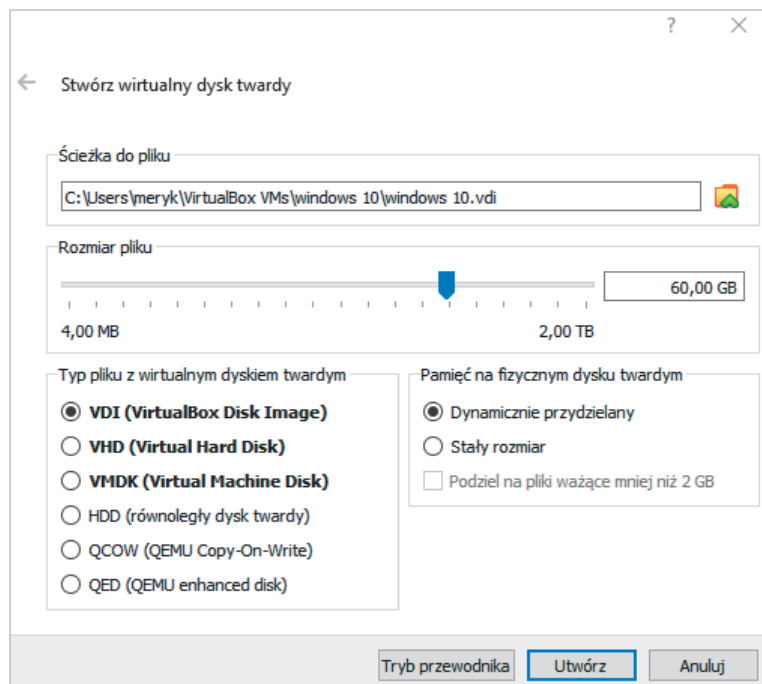 ?
Stwórz wirtualny dysk twardy
Ścieżka do pliku
C:\Users\meryk\VirtualBox VMs\windows 10\windows 10.vdi
Rozmiar pliku
60,00 GB
4,00 MB 2,00 TB
Typ pliku z wirtualnym dyskiem twardym
VDI (VirtualBox Disk Image)
VHD (Virtual Hard Disk)
VMDK (Virtual Machine Disk)
HDD (równoległy dysk twardy)
QCOW (QEMU Copy-On-Write)
QED (QEMU enhanced disk)
Pamięć na fizycznym dysku twardym
Dynamicznie przydzielany
Stały rozmiar
Podziel na pliki ważące mniej niż 2 GB
Tryb przewodnika Utwórz Anuluj